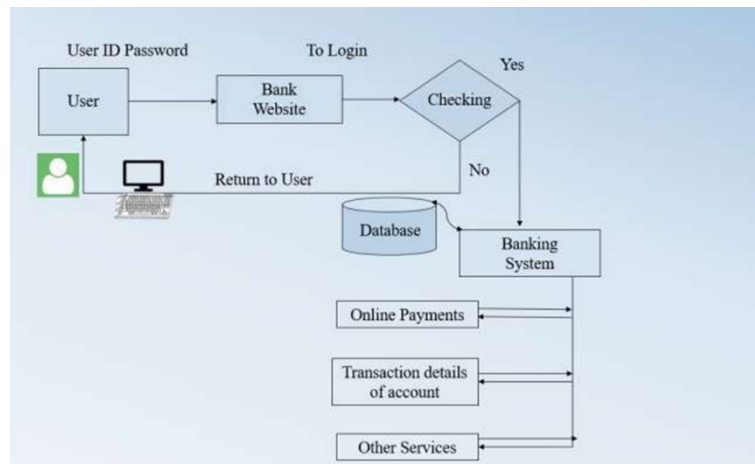 User ID Password
To Login
Yes
User
Bank
Website
Checking
No
Return to User
Database
Banking
System
Online Payments
Transaction details
of account
Other Services